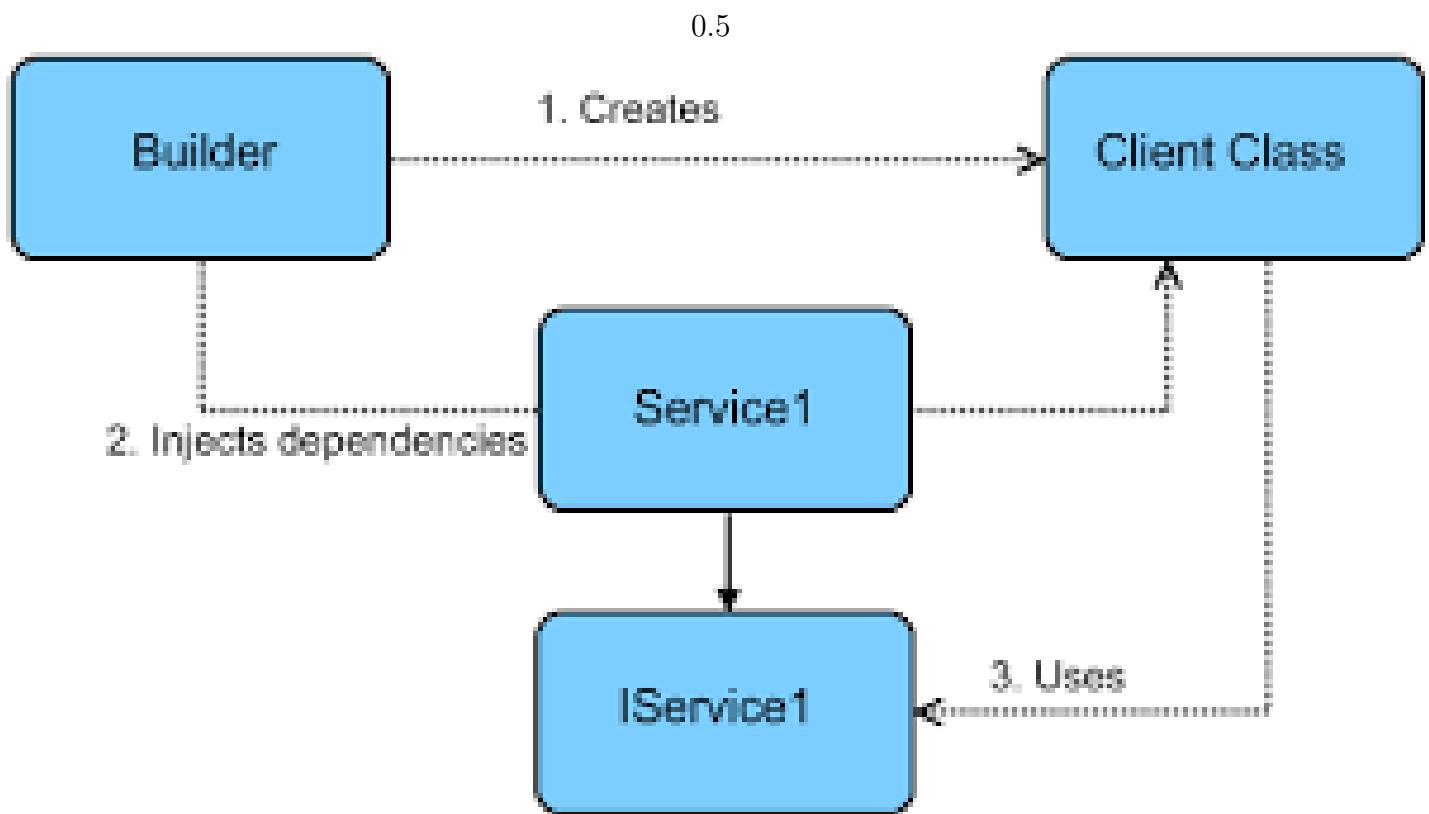 0.5
1. Creates
Builder
Client Class
Service1
2. Injects dependencies
3. Uses
IService1